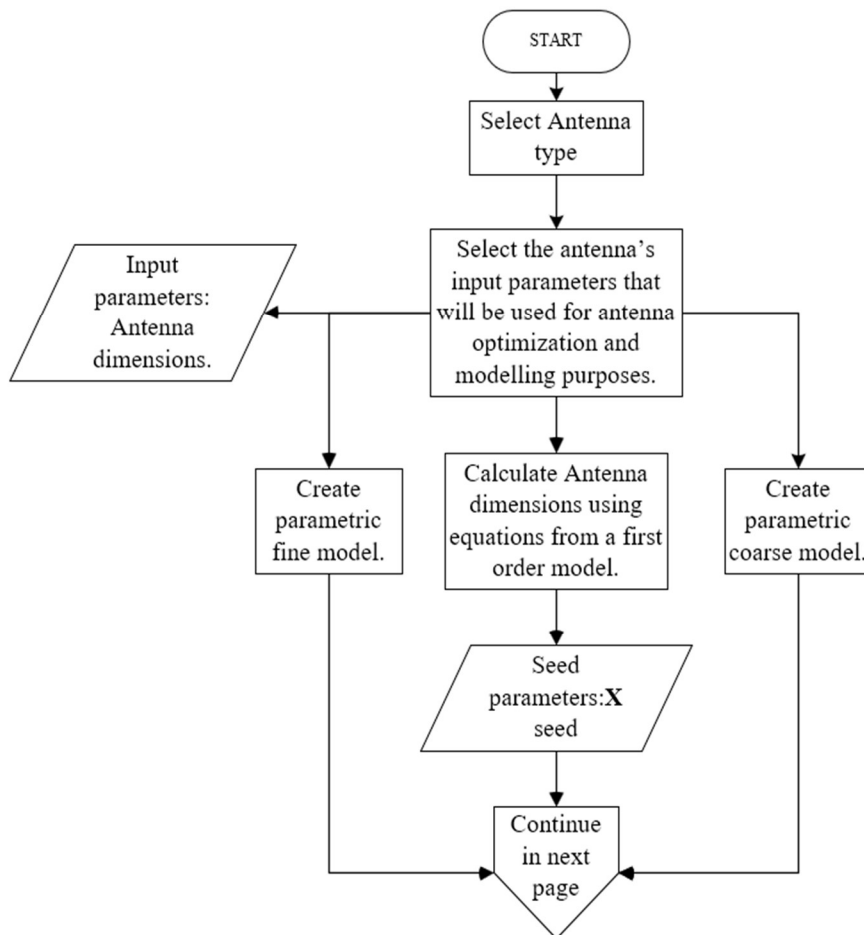 START
Select Antenna
type
Select the antenna's
input parameters that
will be used for antenna
optimization and
modelling purposes.
Input
parameters:
Antenna
dimensions.
Create
parametric
fine model.
Calculate Antenna
dimensions using
equations from a first
order model.
Create
parametric
coarse model.
Seed
parameters:X
seed
Continue
in next
page